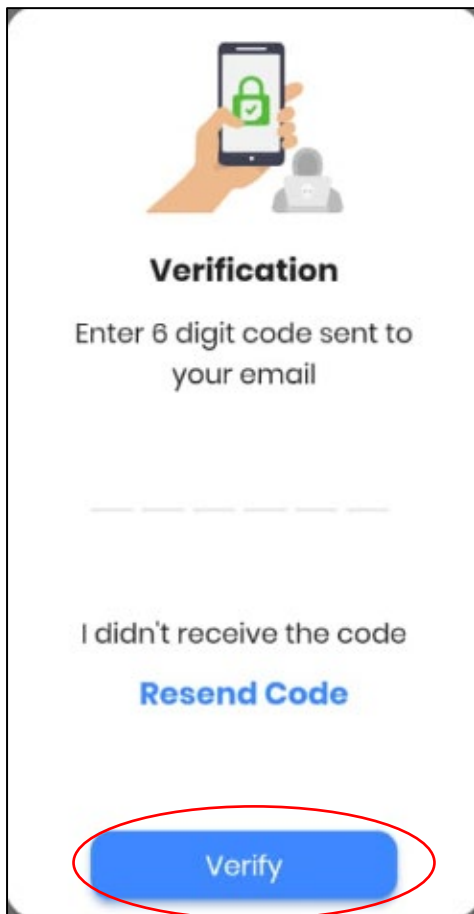 Verification
Enter 6 digit code sent to
your email
I didn't receive the code
Resend Code
Verify